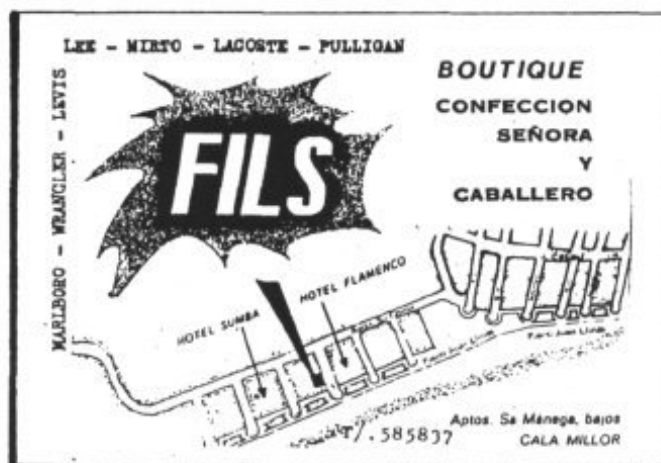 LEE - MIRTO - LACOSTE - PULLIGAN
MARLBORO - WRANGLER - LEVIS
FILS
BOUTIQUE
CONFECCION
SEÑORA
Y
CABALLERO
HOTEL SUMBA
HOTEL FLAMENCO
T/.585837
Aptos. Sa Mánega, bajos
CALA MILLOR